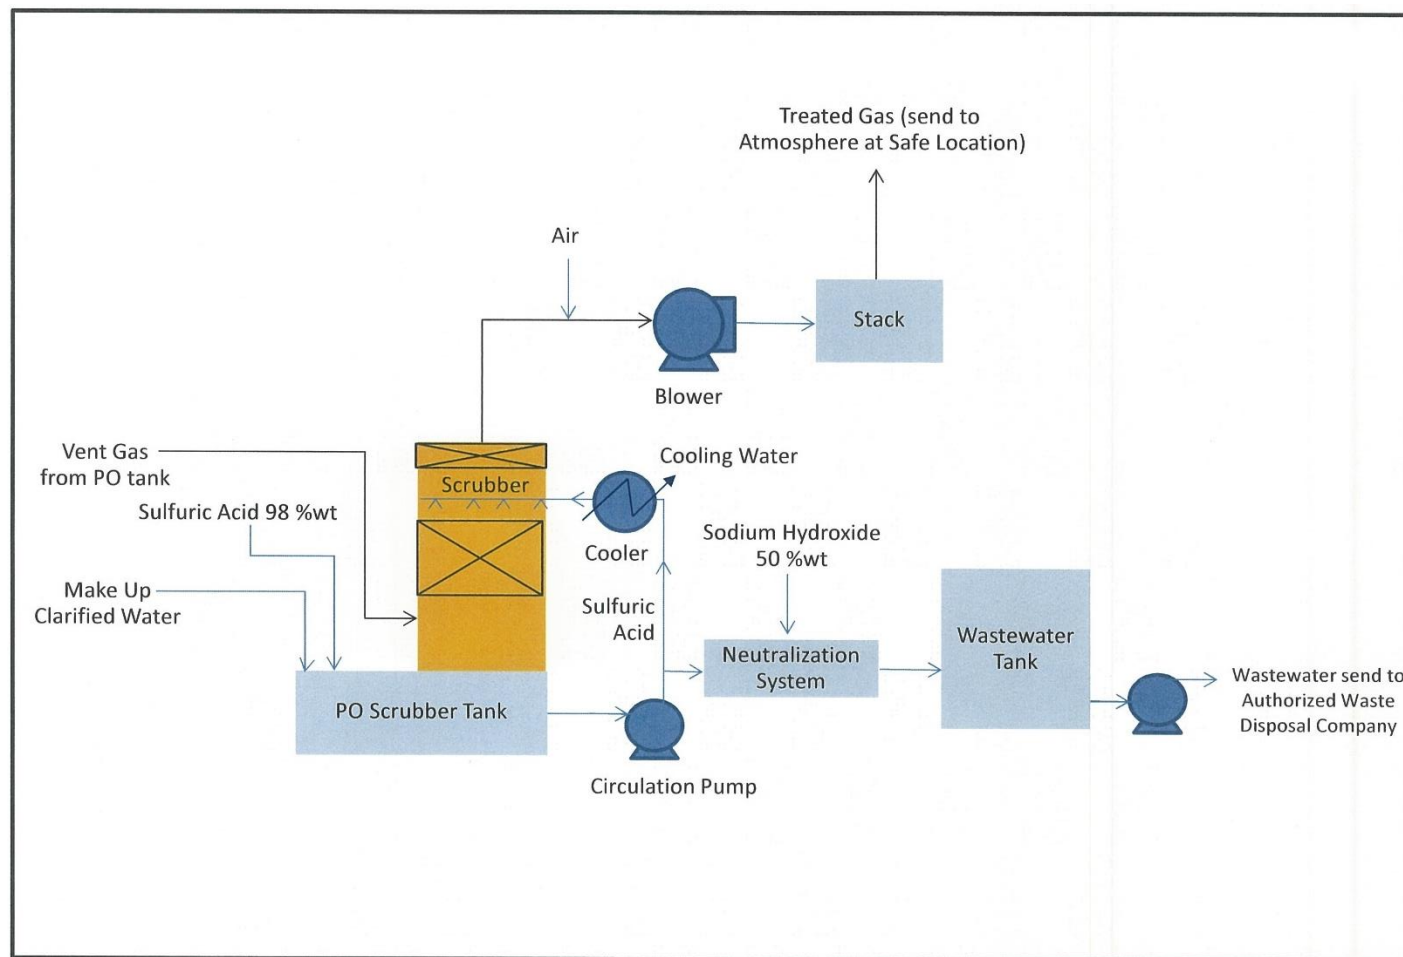 Treated Gas (send to
Atmosphere at Safe Location)
Air
Stack
Blower
Vent Gas
from PO tank
Scrubber
Cooling Water
Sulfuric Acid 98 %wt
Cooler
Sodium Hydroxide
50 %wt
Make Up
Clarified Water
Sulfuric
Acid
Neutralization
System
Wastewater
Tank
PO Scrubber Tank
Wastewater send to
Authorized Waste
Disposal Company
Circulation Pump